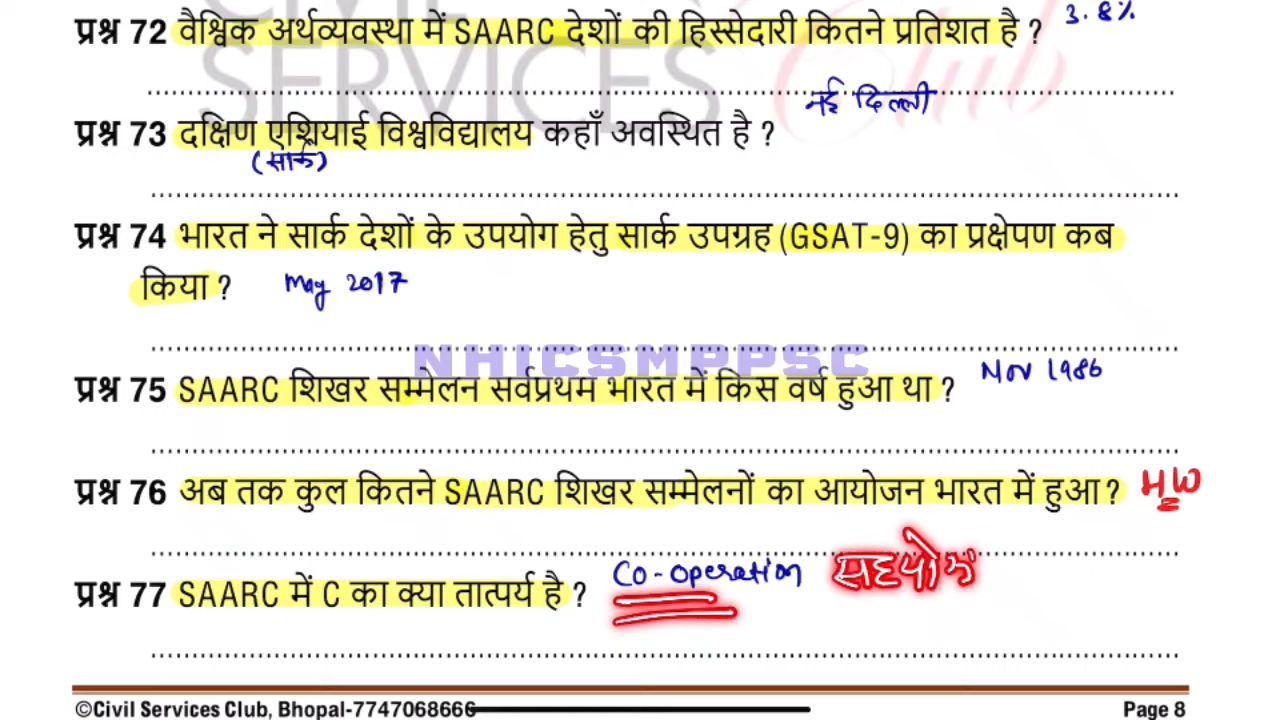 CIVIL
SERVICES
Club
प्रश्न 72 वैश्विक अर्थव्यवस्था में SAARC देशों की हिस्सेदारी कितने प्रतिशत है ? 3.8%
नई दिल्ली
प्रश्न 73 दक्षिण एशियाई विश्वविद्यालय कहाँ अवस्थित है ?
(सार्क)
प्रश्न 74 भारत ने सार्क देशों के उपयोग हेतु सार्क उपग्रह (GSAT-9) का प्रक्षेपण कब
किया ? May 2017
NHICSMPPSC
प्रश्न 75 SAARC शिखर सम्मेलन सर्वप्रथम भारत में किस वर्ष हुआ था ? Nov 1986
प्रश्न 76 अब तक कुल कितने SAARC शिखर सम्मेलनों का आयोजन भारत में हुआ ? HW
प्रश्न 77 SAARC में C का क्या तात्पर्य है ? Co-operation सहयोग
©Civil Services Club, Bhopal-7747068666 Page 8